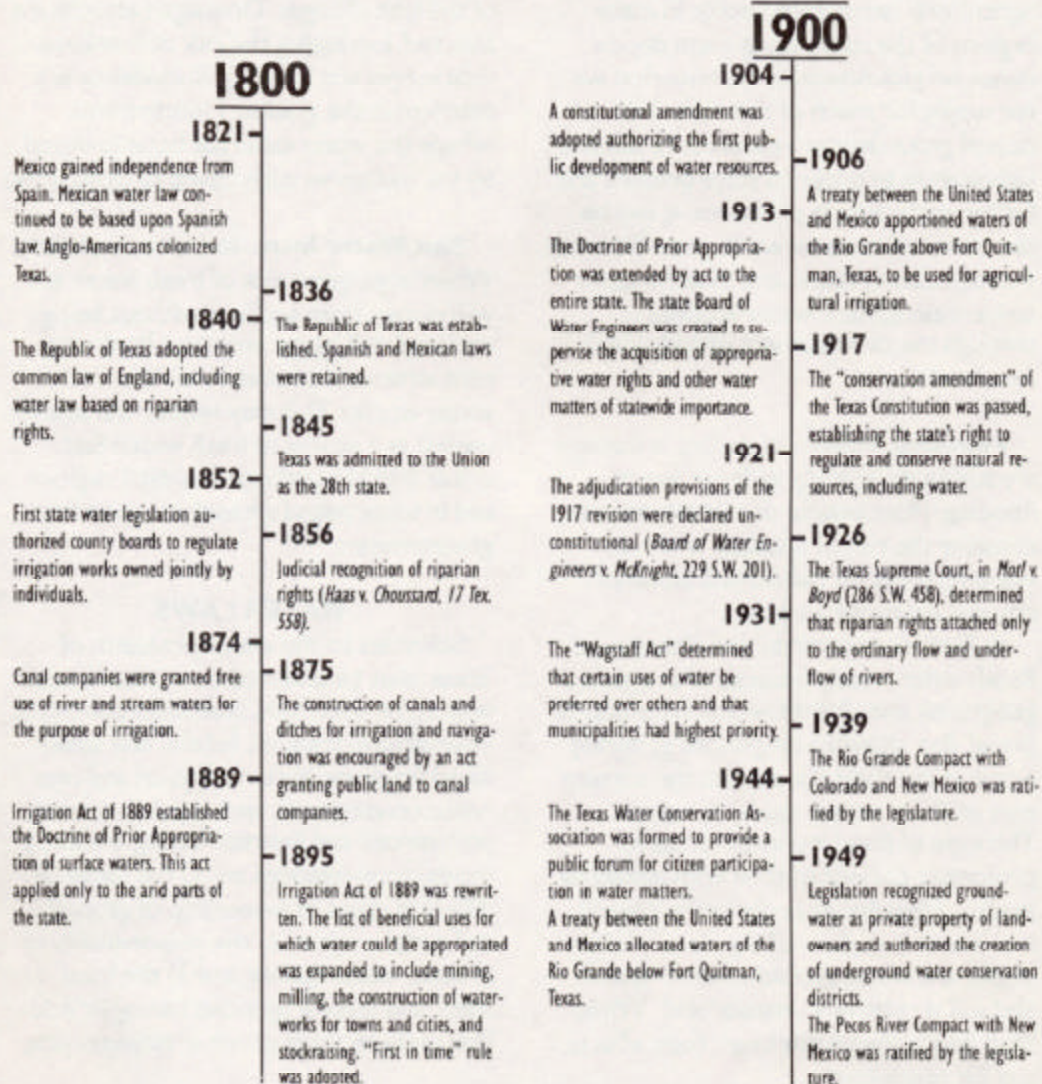 1800
1821
Mexico gained independence from
Spain. Mexican water law con-
tinued to be based upon Spanish
law. Anglo-Americans colonized
Texas.
1836
The Republic of Texas was estab-
lished. Spanish and Mexican laws
were retained.
1840
The Republic of Texas adopted the
common law of England, including
water law based on riparian
rights.
1845
Texas was admitted to the Union
as the 28th state.
1852
First state water legislation au-
thorized county boards to regulate
irrigation works owned jointly by
individuals.
1856
Judicial recognition of riparian
rights (Haas v. Choussard, 17 Tex.
558).
1874
Canal companies were granted free
use of river and stream waters for
the purpose of irrigation.
1875
The construction of canals and
ditches for irrigation and naviga-
tion was encouraged by an act
granting public land to canal
companies.
1889
Irrigation Act of 1889 established
the Doctrine of Prior Appropria-
tion of surface waters. This act
applied only to the arid parts of
the state.
1895
Irrigation Act of 1889 was rewrit-
ten. The list of beneficial uses for
which water could be appropriated
was expanded to include mining,
milling, the construction of water-
works for towns and cities, and
stockraising. "First in time" rule
was adopted.
1900
1904
A constitutional amendment was
adopted authorizing the first pub-
lic development of water resources.
1906
A treaty between the United States
and Mexico apportioned waters of
the Rio Grande above Fort Quit-
man, Texas, to be used for agricul-
tural irrigation.
1913
The Doctrine of Prior Appropria-
tion was extended by act to the
entire state. The state Board of
Water Engineers was created to su-
pervise the acquisition of appropria-
tive water rights and other water
matters of statewide importance.
1917
The "conservation amendment" of
the Texas Constitution was passed,
establishing the state's right to
regulate and conserve natural re-
sources, including water.
1921
The adjudication provisions of the
1917 revision were declared un-
constitutional (Board of Water En-
gineers v. McKnight, 229 S.W. 201).
1926
The Texas Supreme Court, in Motl v.
Boyd (286 S.W. 458), determined
that riparian rights attached only
to the ordinary flow and under-
flow of rivers.
1931
The "Wagstaff Act" determined
that certain uses of water be
preferred over others and that
municipalities had highest priority.
1939
The Rio Grande Compact with
Colorado and New Mexico was rati-
fied by the legislature.
1944
The Texas Water Conservation As-
sociation was formed to provide a
public forum for citizen participa-
tion in water matters.
A treaty between the United States
and Mexico allocated waters of the
Rio Grande below Fort Quitman,
Texas.
1949
Legislation recognized ground-
water as private property of land-
owners and authorized the creation
of underground water conservation
districts.
The Pecos River Compact with New
Mexico was ratified by the legisla-
ture.